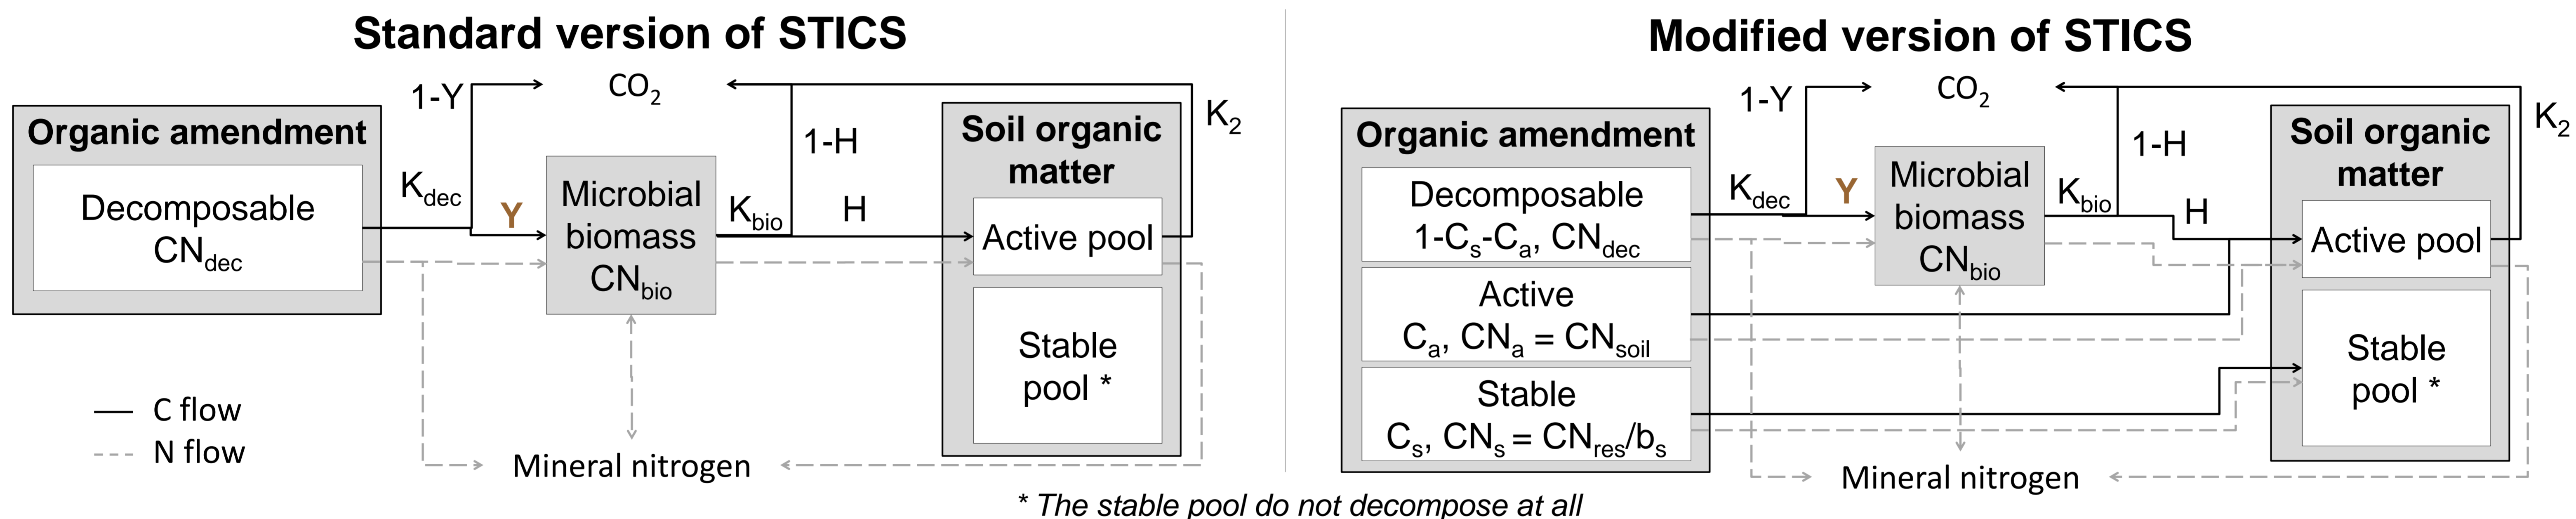 Standard version of STICS
1-Y
CO2
K2
Organic amendment
Decomposable
CNdec
Kdec
Y
Microbial
biomass
CNbio
Kbio
1-H
H
Soil organic
matter
Active pool
Stable
pool *
C flow
N flow
Mineral nitrogen
Modified version of STICS
1-Y
CO2
K2
Organic amendment
Decomposable
1-Cs-Ca, CNdec
Active
Ca, CNa = CNsoil
Stable
Cs, CNs = CNres/bs
Kdec
Y
Microbial
biomass
CNbio
Kbio
1-H
H
Soil organic
matter
Active pool
Stable
pool *
Mineral nitrogen
* The stable pool do not decompose at all